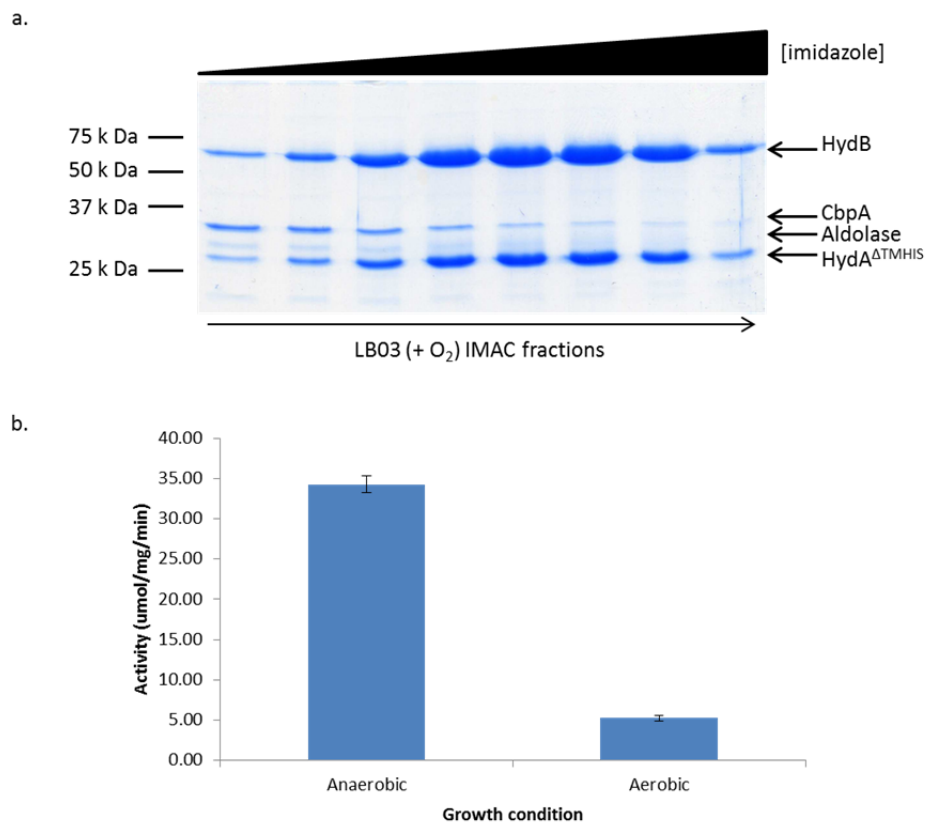 a.
[imidazole]
75 k Da
50 k Da
37 k Da
25 k Da
HydB
CbpA
Aldolase
HydA^ΔTMHIS
LB03 (+ O₂) IMAC fractions
b.
40.00
35.00
30.00
25.00
20.00
15.00
10.00
5.00
0.00
Activity (umol/mg/min)
Anaerobic Aerobic
Growth condition